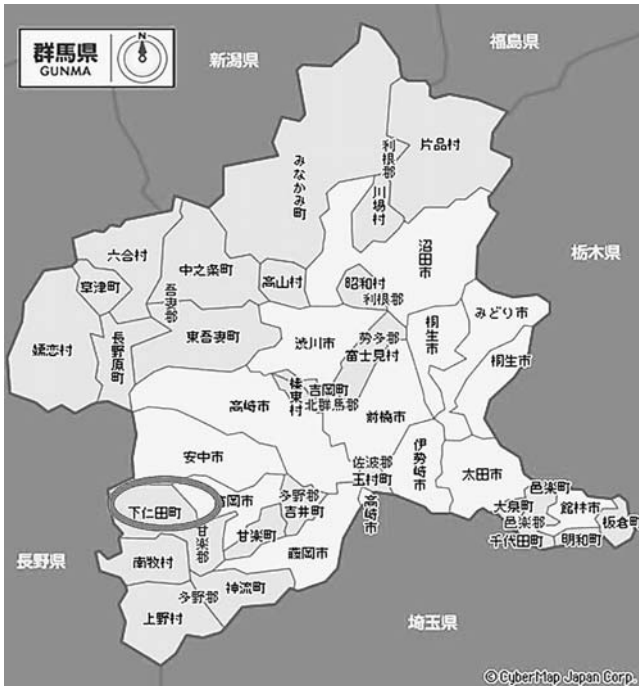 群馬県
GUNMA
N
新潟県
福島県
みなかみ町
利根郡
片品村
川場村
栃木県
六合村
中之条町
沼田市
草津町
吾妻郡
高山村
昭和村
利根郡
嬬恋村
長野原町
東吾妻町
渋川市
勢多郡
富士見村
桐生市
みどり市
桐生市
高崎市
榛東村
吉岡町
北群馬郡
前橋市
安中市
佐波郡
玉村町
伊勢崎市
太田市
下仁田町
岡市
多野郡
吉井町
高崎市
邑楽町
大泉町
邑楽郡
館林市
板倉町
千代田町
明和町
甘楽郡
甘楽町
藤岡市
長野県
南牧村
多野郡
神流町
上野村
埼玉県
©CyberMap Japan Corp.